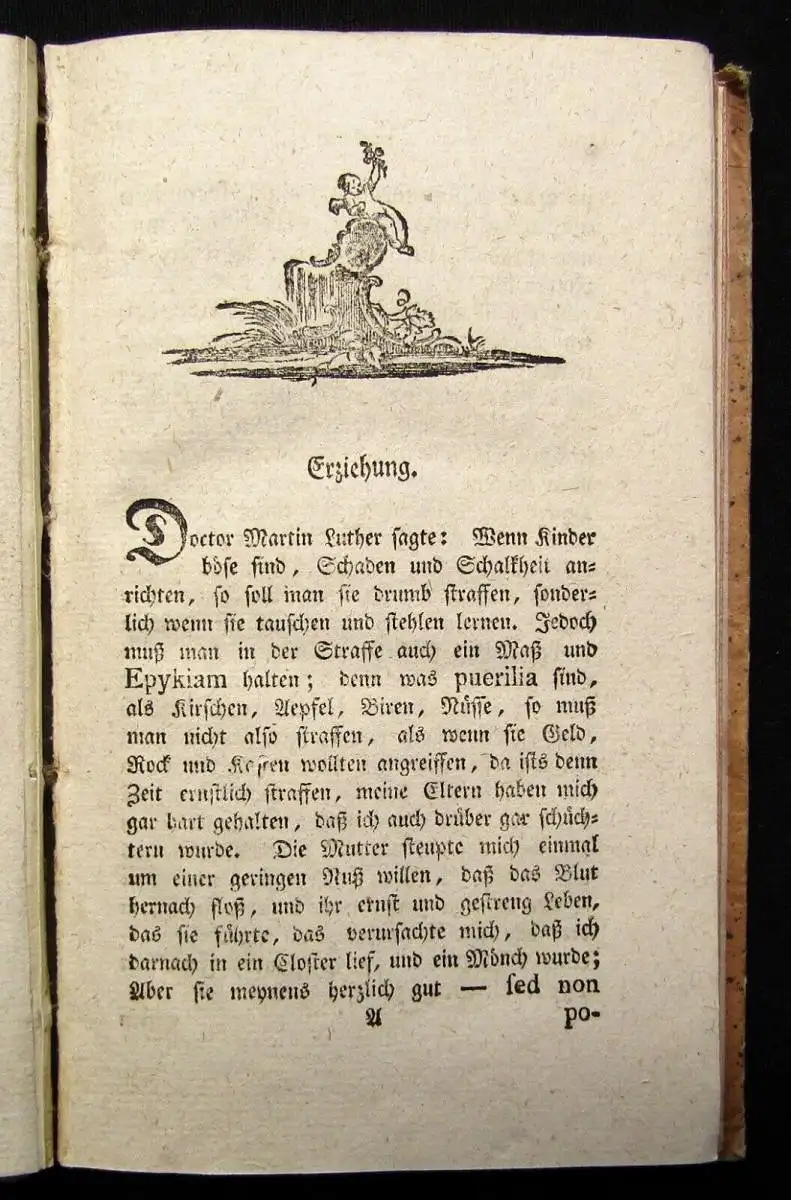 Erziehung.
Doctor Martin Luther sagte: Wenn Kinder
böse sind, Schaden und Schalkheit an=
richten, so soll man sie drumb straffen, sonder=
lich wenn sie tauschen und stehlen lernen. Jedoch
muß man in der Straffe auch ein Maß und
Epykiam halten; denn was puerilia sind,
als Kirschen, Aepfel, Biren, Nüsse, so muß
man nicht also straffen, als wenn sie Geld,
Rock und Kasten wollten angreiffen, da ists denn
Zeit ernstlich straffen, meine Eltern haben mich
gar hart gehalten, daß ich auch drüber gar schüch=
tern wurde. Die Mutter steupte mich einmal
um einer geringen Nuß willen, daß das Blut
hernach floß, und ihr ernst und gestreng Leben,
das sie führte, das verursachte mich, daß ich
darnach in ein Closter lief, und ein Mönch wurde;
Aber sie meynens herzlich gut — sed non
A po-